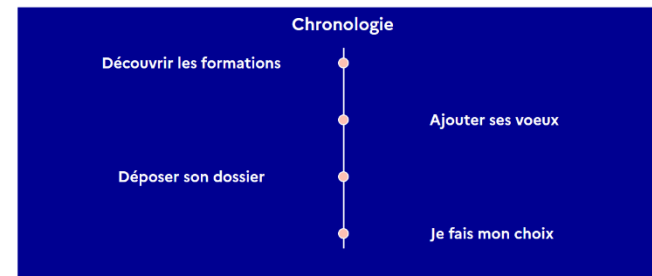 Chronologie
Découvrir les formations
Ajouter ses voeux
Déposer son dossier
Je fais mon choix